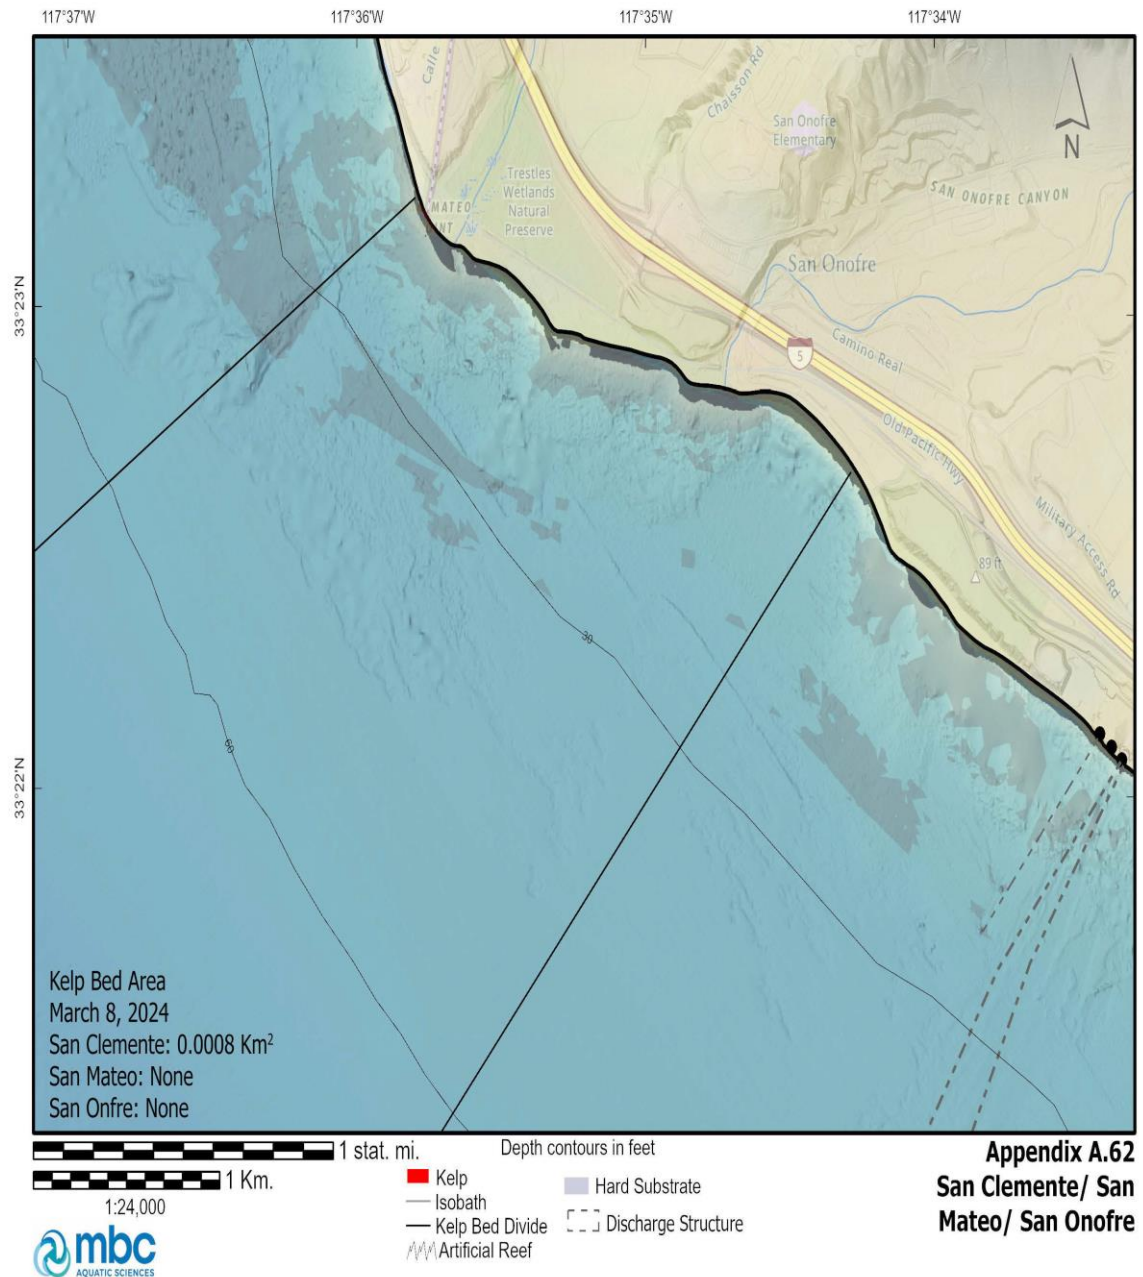 117°37'W 117°36'W 117°35'W 117°34'W
Calle
Chaisson Rd
San Onofre
Elementary
N
Trestles
Wetlands
Natural
Preserve
SAN ONOFRE CANYON
MATEO
NT
San Onofre
33°23'N
5
Camino Real
Old Pacific Hwy
Military Access Rd
89 ft
30
60
33°22'N
Kelp Bed Area
March 8, 2024
San Clemente: 0.0008 Km²
San Mateo: None
San Onfre: None
1 stat. mi.
1 Km.
1:24,000
mbc
AQUATIC SCIENCES
Depth contours in feet
Kelp
Isobath
Kelp Bed Divide
Artificial Reef
Hard Substrate
Discharge Structure
Appendix A.62
San Clemente/ San
Mateo/ San Onofre